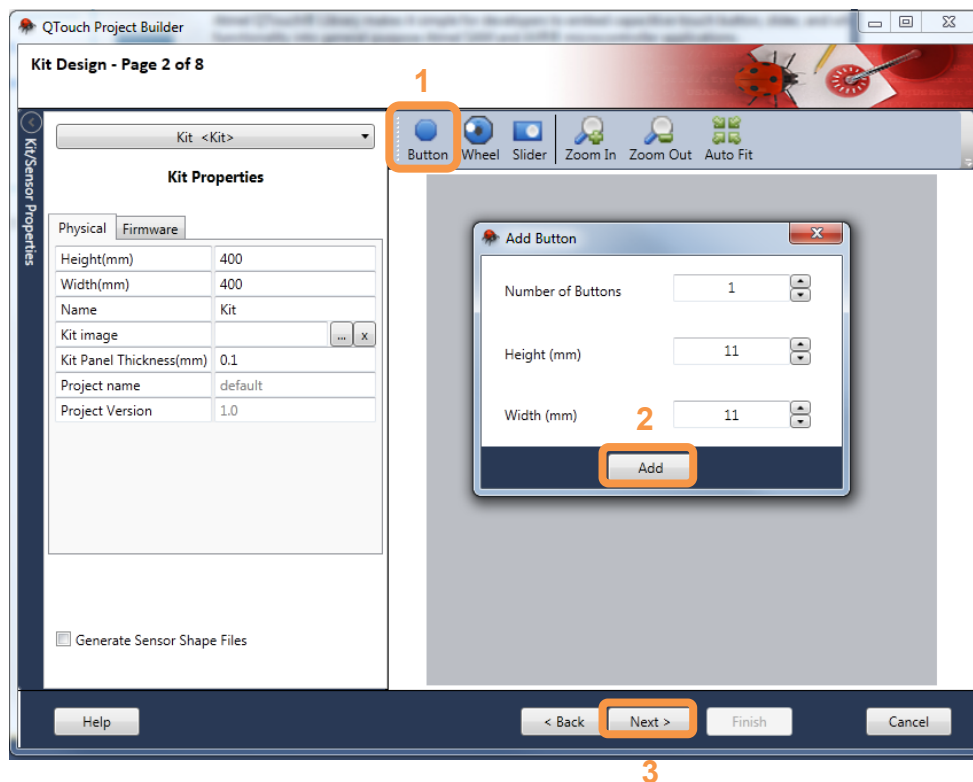 QTouch Project Builder
Kit Design - Page 2 of 8
1
Kit/Sensor Properties
Kit <Kit>
Button Wheel Slider Zoom In Zoom Out Auto Fit
Kit Properties
Physical Firmware
Height(mm) 400
Width(mm) 400
Name Kit
Kit image ... x
Kit Panel Thickness(mm) 0.1
Project name default
Project Version 1.0
Generate Sensor Shape Files
Add Button
Number of Buttons 1
Height (mm) 11
Width (mm) 11
2
Add
Help < Back Next > Finish Cancel
3